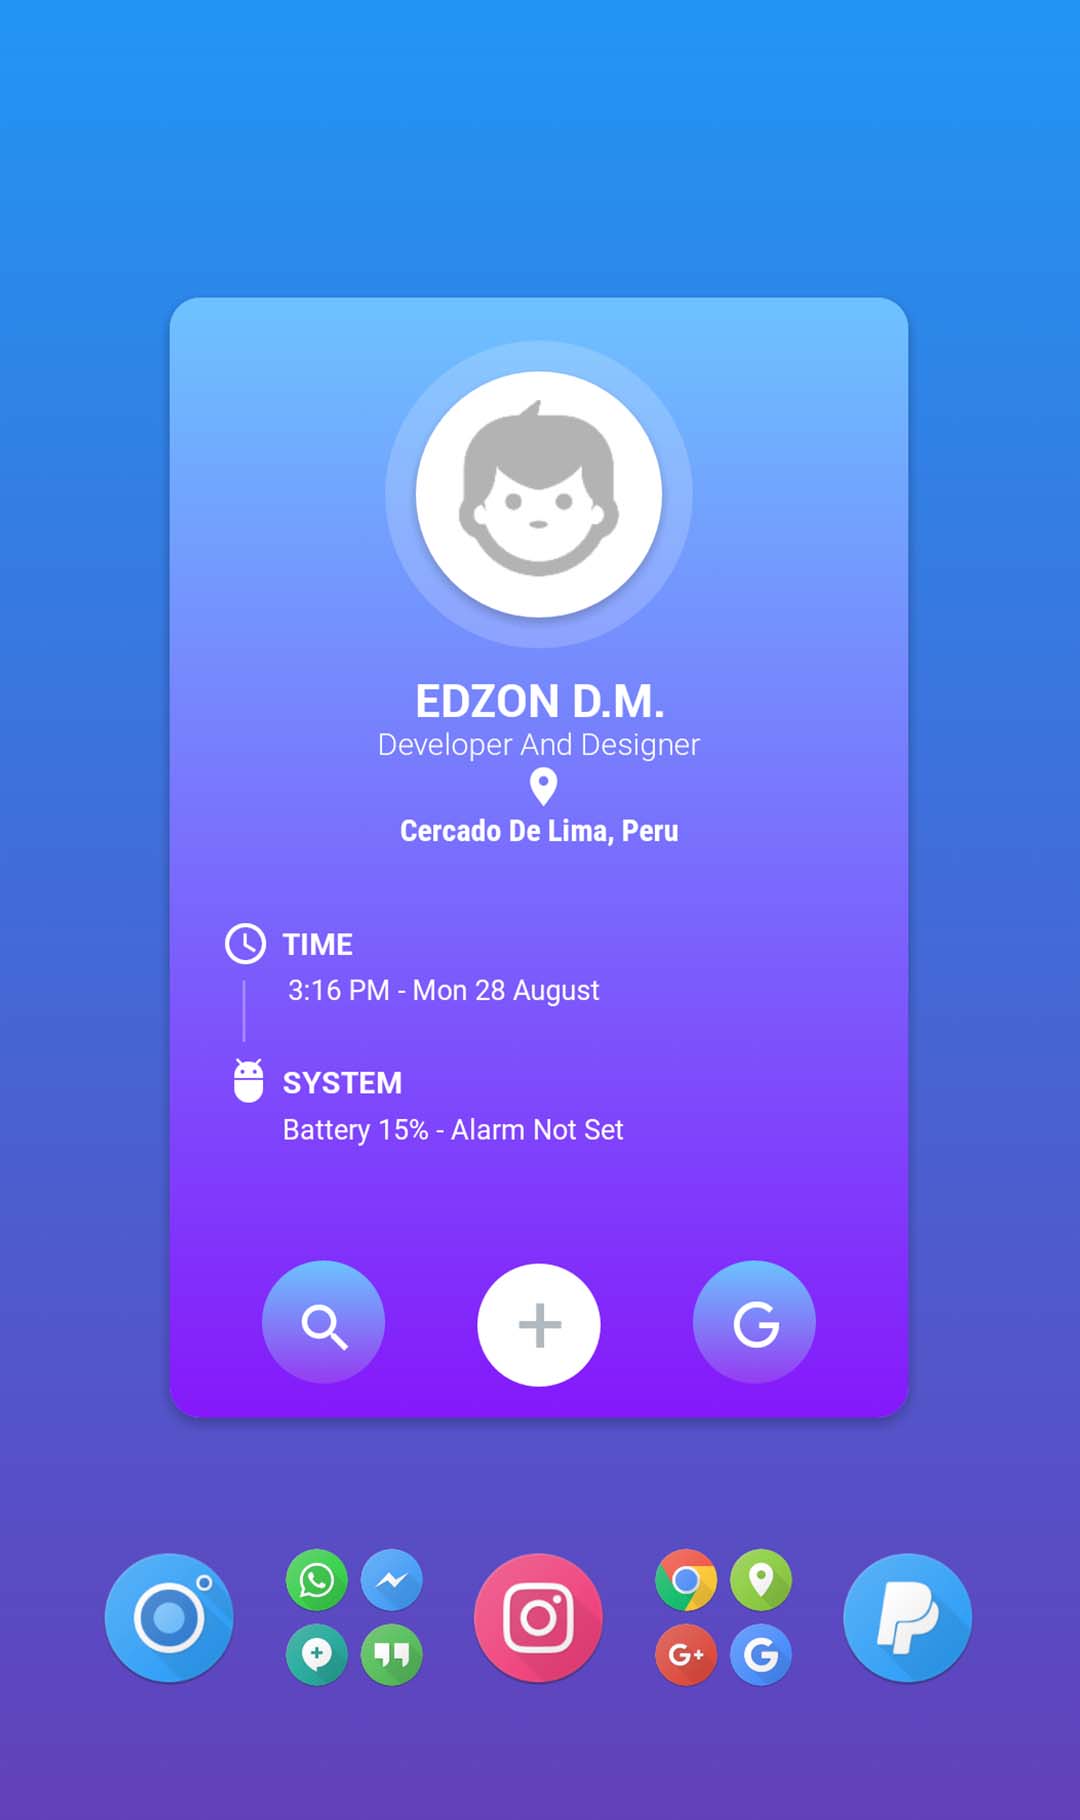 EDZON D.M.
Developer And Designer
Cercado De Lima, Peru
TIME
3:16 PM - Mon 28 August
SYSTEM
Battery 15% - Alarm Not Set
G
G+
G